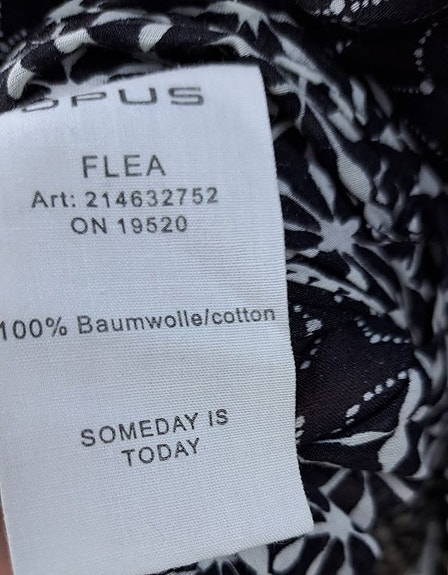 OPUS
FLEA
Art: 214632752
ON 19520
100% Baumwolle/cotton
SOMEDAY IS
TODAY